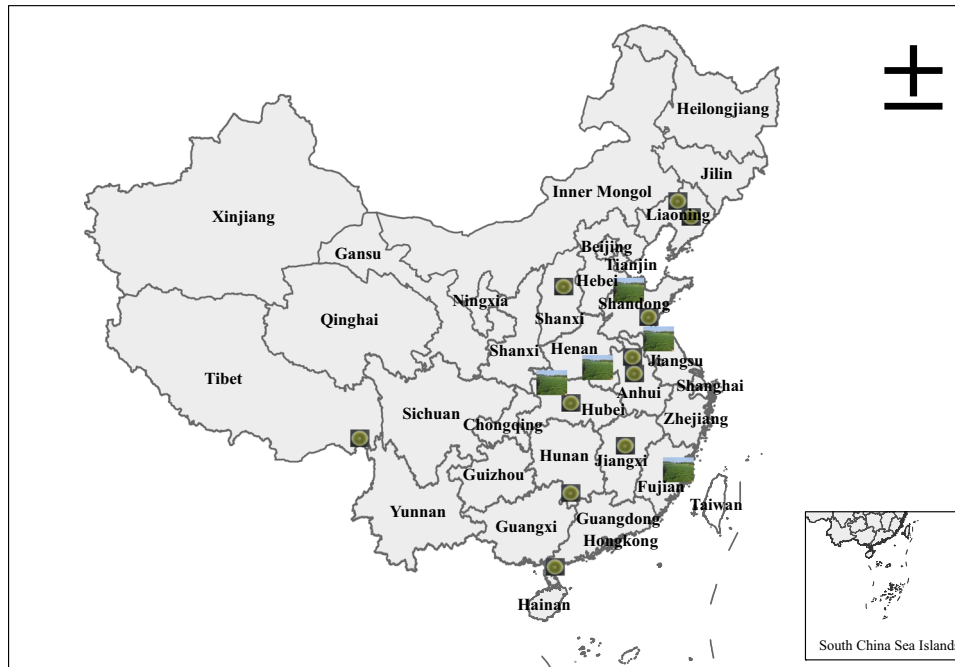 ±
Heilongjiang
Jilin
Inner Mongol
Liaoning
Xinjiang
Gansu
Beijing
Tianjin
Hebei
Ningxia
Shandong
Qinghai
Shanxi
Shanxi
Henan
Jiangsu
Tibet
Shanghai
Anhui
Sichuan
Hubei
Zhejiang
Chongqing
Hunan
Jiangxi
Guizhou
Fujian
Taiwan
Yunnan
Guangxi
Guangdong
Hongkong
Hainan
South China Sea Islands